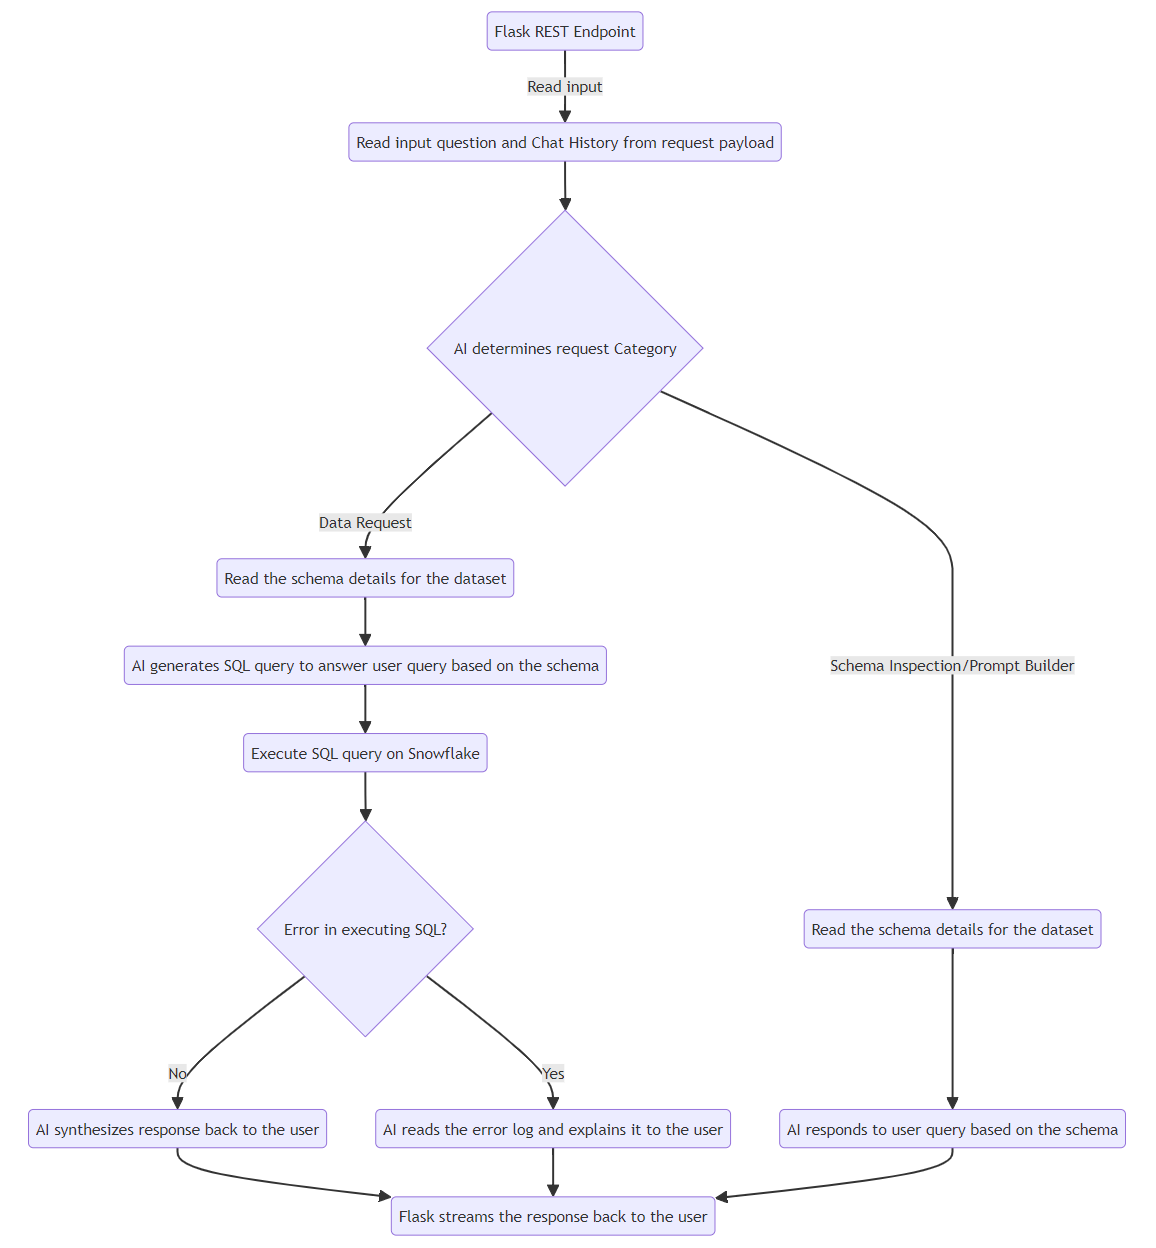 Flask REST Endpoint
Read input
Read input question and Chat History from request payload
AI determines request Category
Data Request
Read the schema details for the dataset
AI generates SQL query to answer user query based on the schema
Schema Inspection/Prompt Builder
Execute SQL query on Snowflake
Error in executing SQL?
Read the schema details for the dataset
No
Yes
AI synthesizes response back to the user
AI reads the error log and explains it to the user
AI responds to user query based on the schema
Flask streams the response back to the user